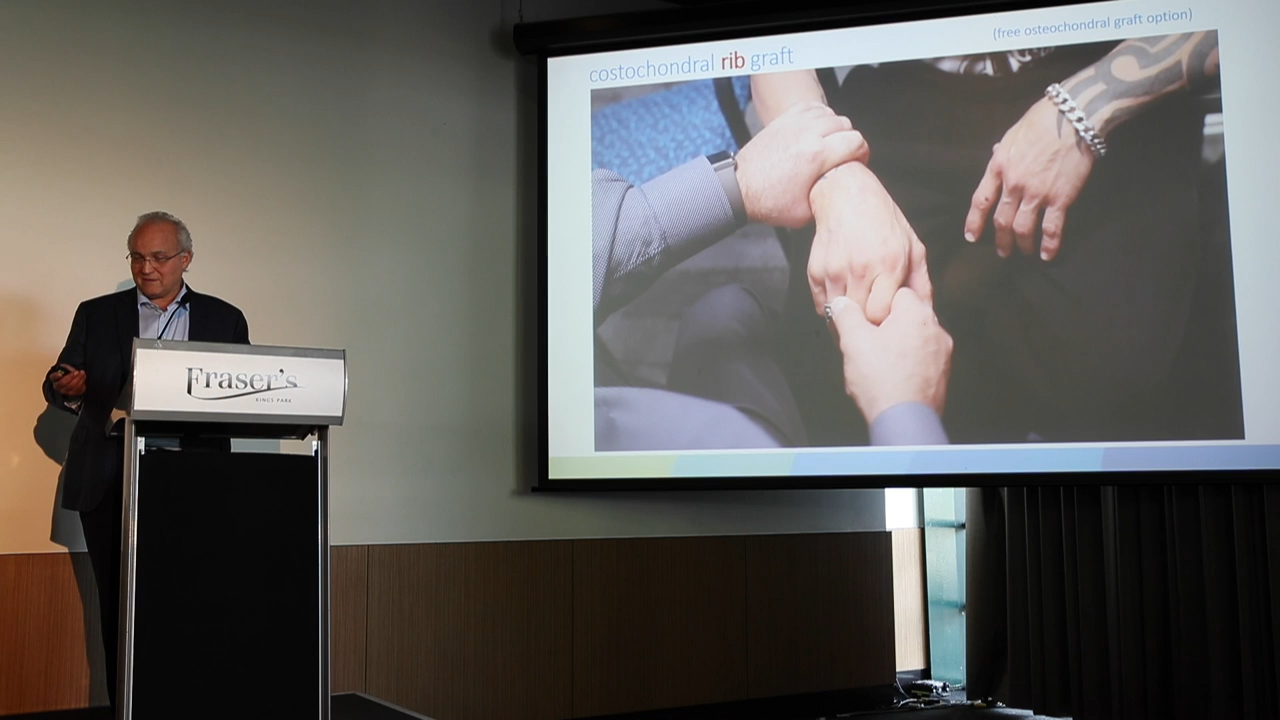 (free osteochondral graft option)
costochondral rib graft
Fraser's
KINGS PARK